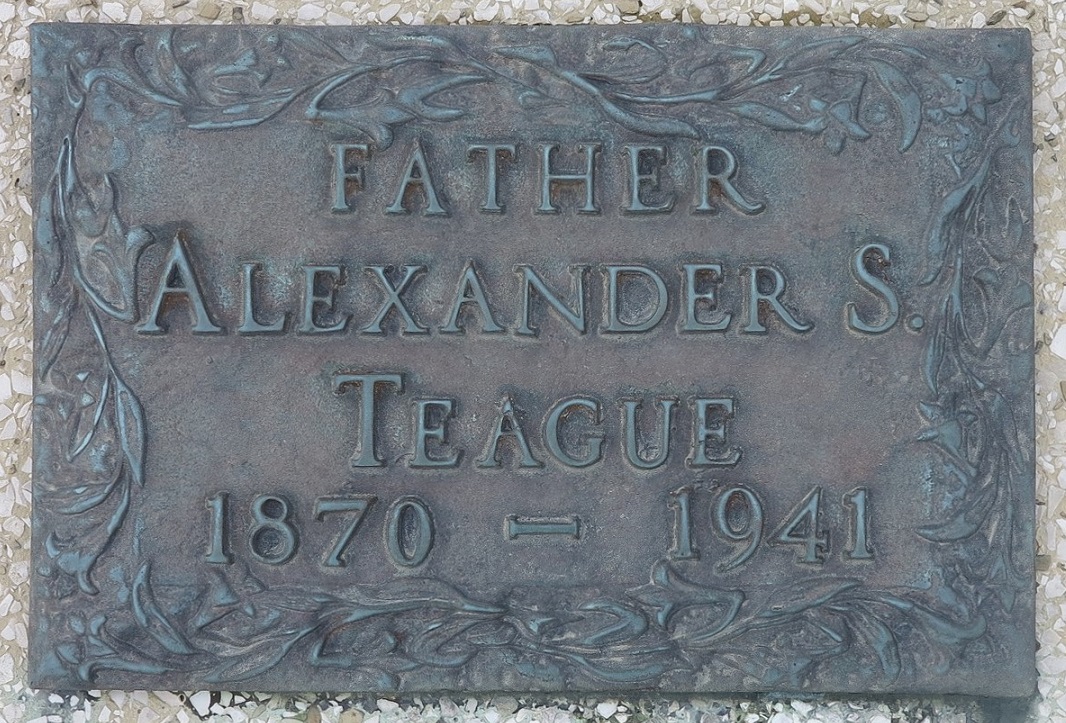 FATHER
ALEXANDER S.
TEAGUE
1870 – 1941